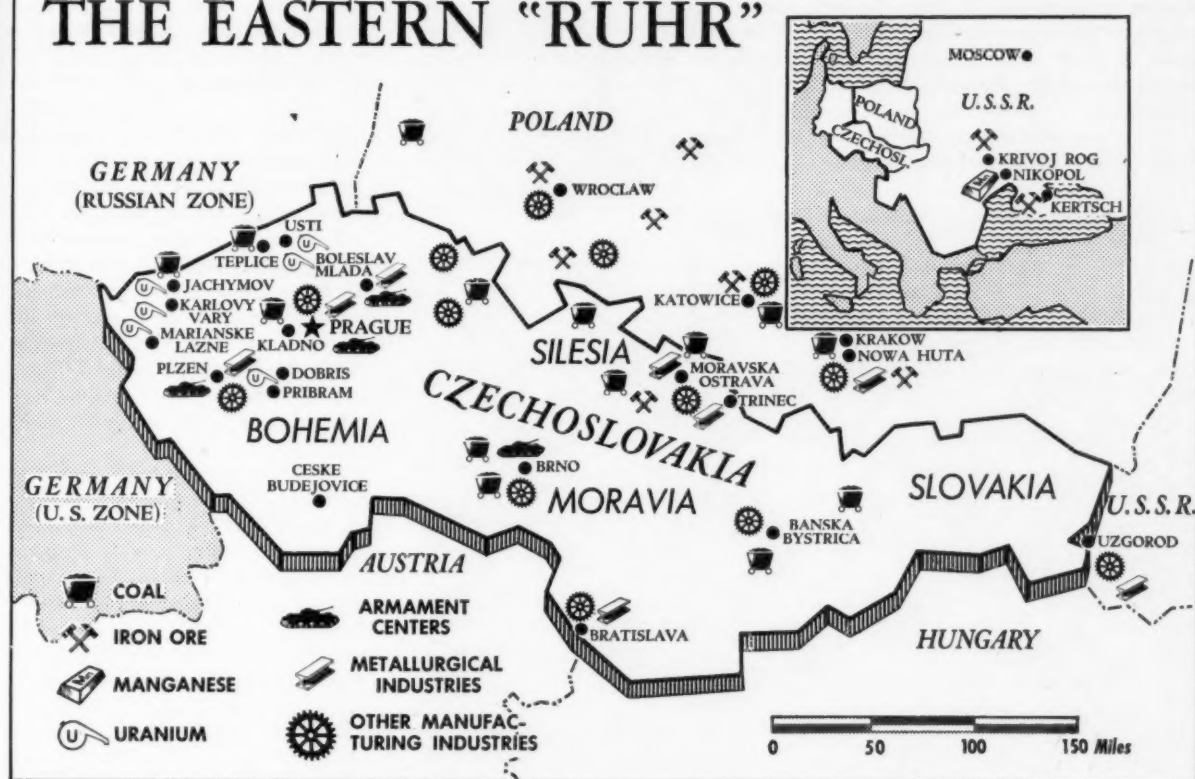 THE EASTERN "RUHR"
MOSCOW
U.S.S.R.
POLAND
CZECHOSL.
KRIVOJ ROG
NIKOPOL
Mn
KERTSCH
POLAND
GERMANY
(RUSSIAN ZONE)
WROCLAW
USTI
U
TEPLICE
U
BOLESLAV
MLADA
U
JACHYMOV
U
KARLOVY
VARY
U
MARIANSKE
LAZNE
KLADNO
PRAGUE
PLZEN
U
DOBRIS
PRIBRAM
KATOWICE
KRAKOW
NOWA HUTA
SILESIA
MORAVSKA
OSTRAVA
TRINEC
CZECHOSLOVAKIA
BOHEMIA
CESKE
BUDEJOVICE
BRNO
MORAVIA
SLOVAKIA
BANSKA
BYSTRICA
GERMANY
(U. S. ZONE)
U.S.S.R.
UZGOROD
AUSTRIA
BRATISLAVA
HUNGARY
COAL
IRON ORE
Mn
MANGANESE
U
URANIUM
ARMAMENT
CENTERS
METALLURGICAL
INDUSTRIES
OTHER MANUFAC-
TURING INDUSTRIES
0 50 100 150 Miles